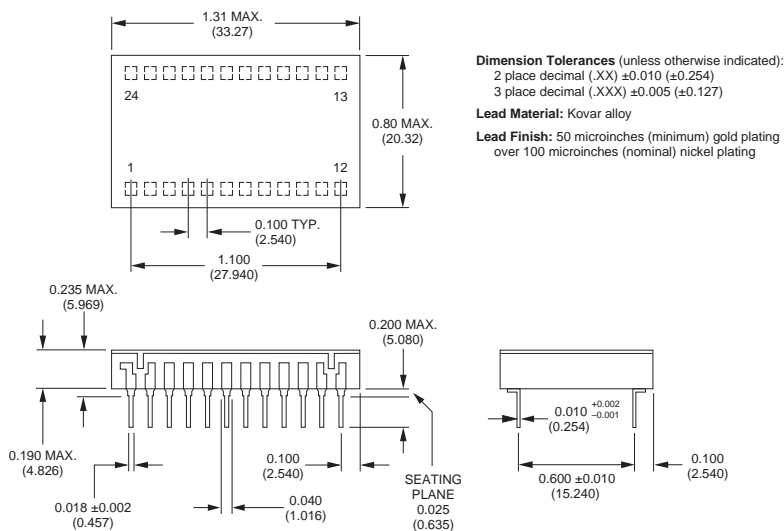 1.31 MAX.
(33.27)
24
13
1
12
0.80 MAX.
(20.32)
0.100 TYP.
(2.540)
1.100
(27.940)
Dimension Tolerances (unless otherwise indicated):
2 place decimal (.XX) ±0.010 (±0.254)
3 place decimal (.XXX) ±0.005 (±0.127)
Lead Material: Kovar alloy
Lead Finish: 50 microinches (minimum) gold plating
over 100 microinches (nominal) nickel plating
0.235 MAX.
(5.969)
0.200 MAX.
(5.080)
0.190 MAX.
(4.826)
0.018 ±0.002
(0.457)
0.040
(1.016)
0.100
(2.540)
SEATING
PLANE
0.025
(0.635)
0.010 +0.002
−0.001
(0.254)
0.600 ±0.010
(15.240)
0.100
(2.540)